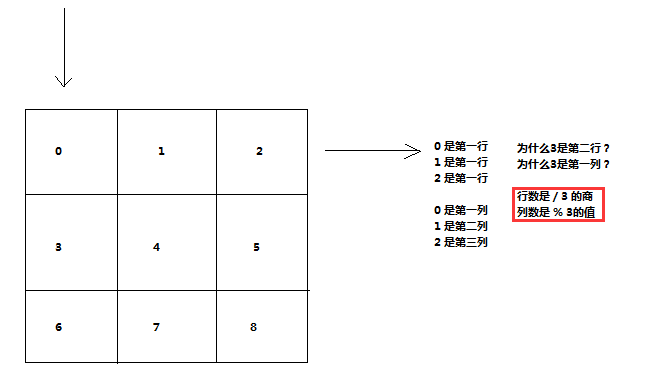 0 1 2
3 4 5
6 7 8
0 是第一行
1 是第一行
2 是第一行
0 是第一列
1 是第二列
2 是第三列
为什么3是第二行？
为什么3是第一列？
行数是 / 3 的商
列数是 % 3的值